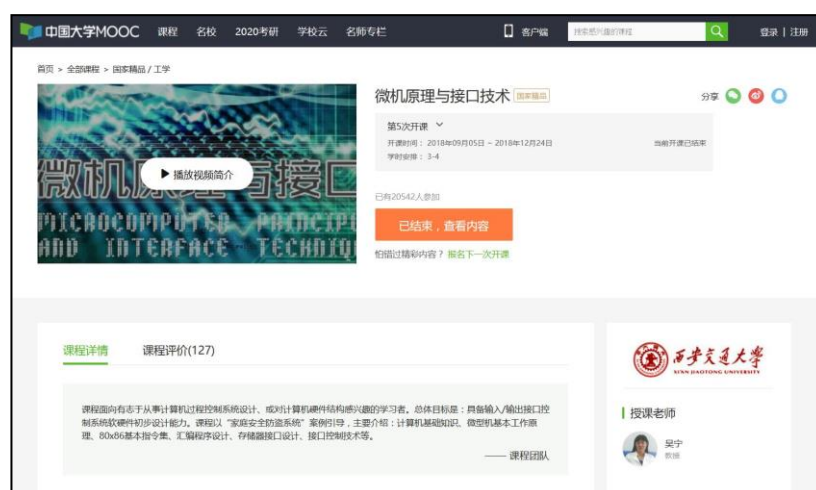 中国大学MOOC 课程 名校 2020考研 学校云 名师专栏 客户端 搜索感兴趣的课程 登录 | 注册
首页 > 全部课程 > 国家精品 / 工学
微机原理与接口技术 国家精品 分享
第5次开课
开课时间：2018年09月05日 ~ 2018年12月24日 当前开课已结束
学时安排：3-4
已有20542人参加
已结束，查看内容
怕错过精彩内容？ 报名下一次开课
微机原 与接口
播放视频简介
MICROCOMPUTER PRINCIPL
AND INTERFACE TECHNIQU
课程详情 课程评价(127)
课程面向有志于从事计算机过程控制系统设计、或对计算机硬件结构感兴趣的学习者。总体目标是：具备输入/输出接口控
制系统软硬件初步设计能力。课程以“家庭安全防盗系统”案例引导，主要介绍：计算机基础知识、微型机基本工作原
理、80x86基本指令集、汇编程序设计、存储器接口设计、接口控制技术等。
—— 课程团队
西安交通大学
XI'AN JIAOTONG UNIVERSITY
授课老师
吴宁
教授